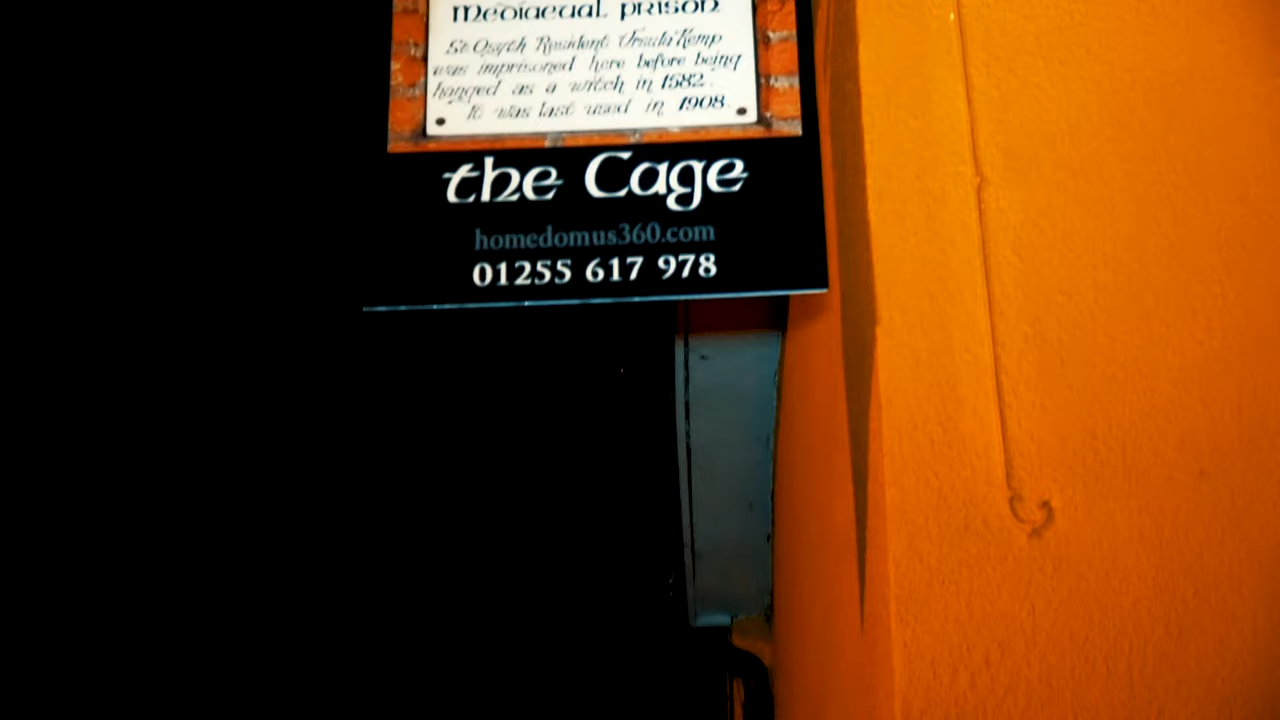 Mediaeval prison
St Osyth Resident Ursula Kemp
was imprisoned here before being
hanged as a witch in 1582.
It was last used in 1908.
the Cage
homedomus360.com
01255 617 978